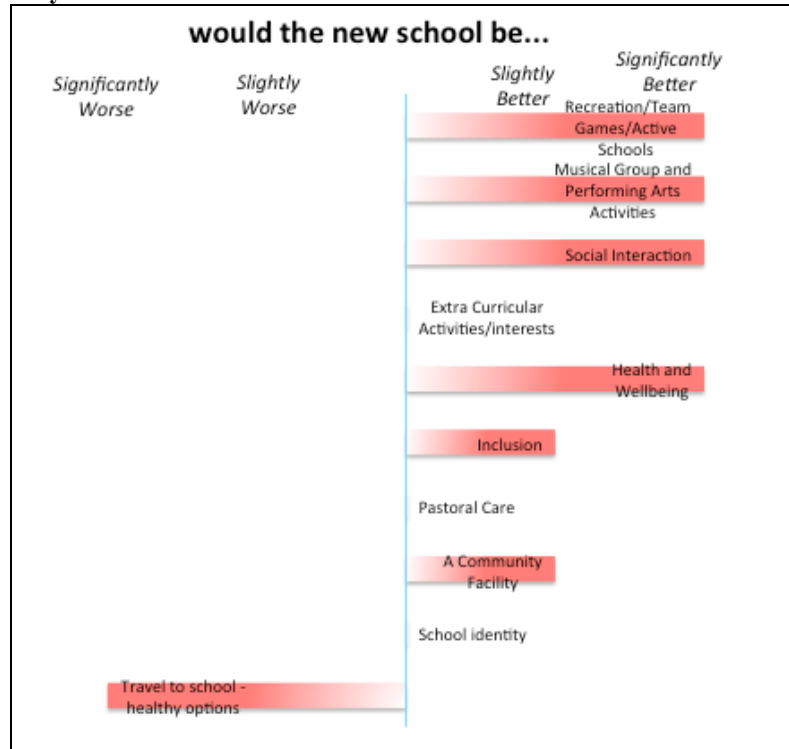 would the new school be...
Significantly
Worse
Slightly
Worse
Slightly
Better
Significantly
Better
Recreation/Team
Games/Active
Schools
Musical Group and
Performing Arts
Activities
Social Interaction
Extra Curricular
Activities/interests
Health and
Wellbeing
Inclusion
Pastoral Care
A Community
Facility
School identity
Travel to school -
healthy options